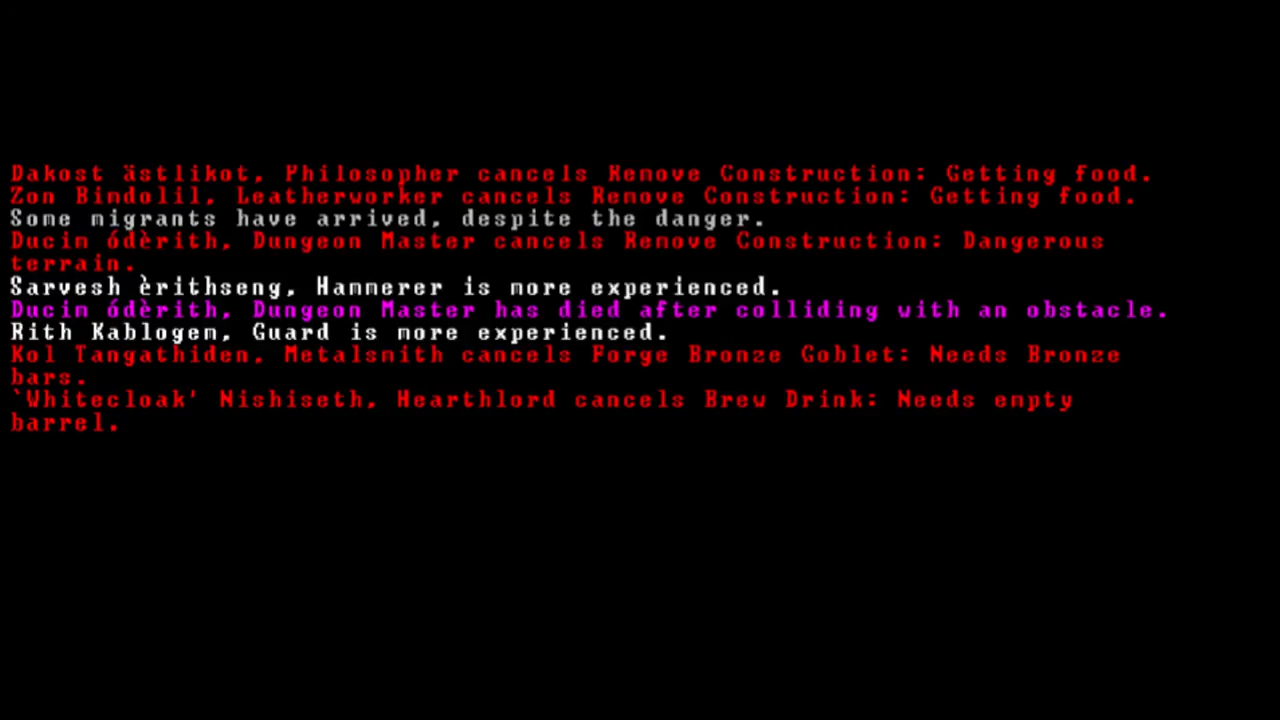 Dakost ästlikot, Philosopher cancels Remove Construction: Getting food.
Zon Bindolil, Leatherworker cancels Remove Construction: Getting food.
Some migrants have arrived, despite the danger.
Ducim ódèrith, Dungeon Master cancels Remove Construction: Dangerous
terrain.
Sarvesh èrithseng, Hammerer is more experienced.
Ducim ódèrith, Dungeon Master has died after colliding with an obstacle.
Rith Kablogem, Guard is more experienced.
Kol Tangathiden, Metalsmith cancels Forge Bronze Goblet: Needs Bronze
bars.
`Whitecloak' Nishiseth, Hearthlord cancels Brew Drink: Needs empty
barrel.